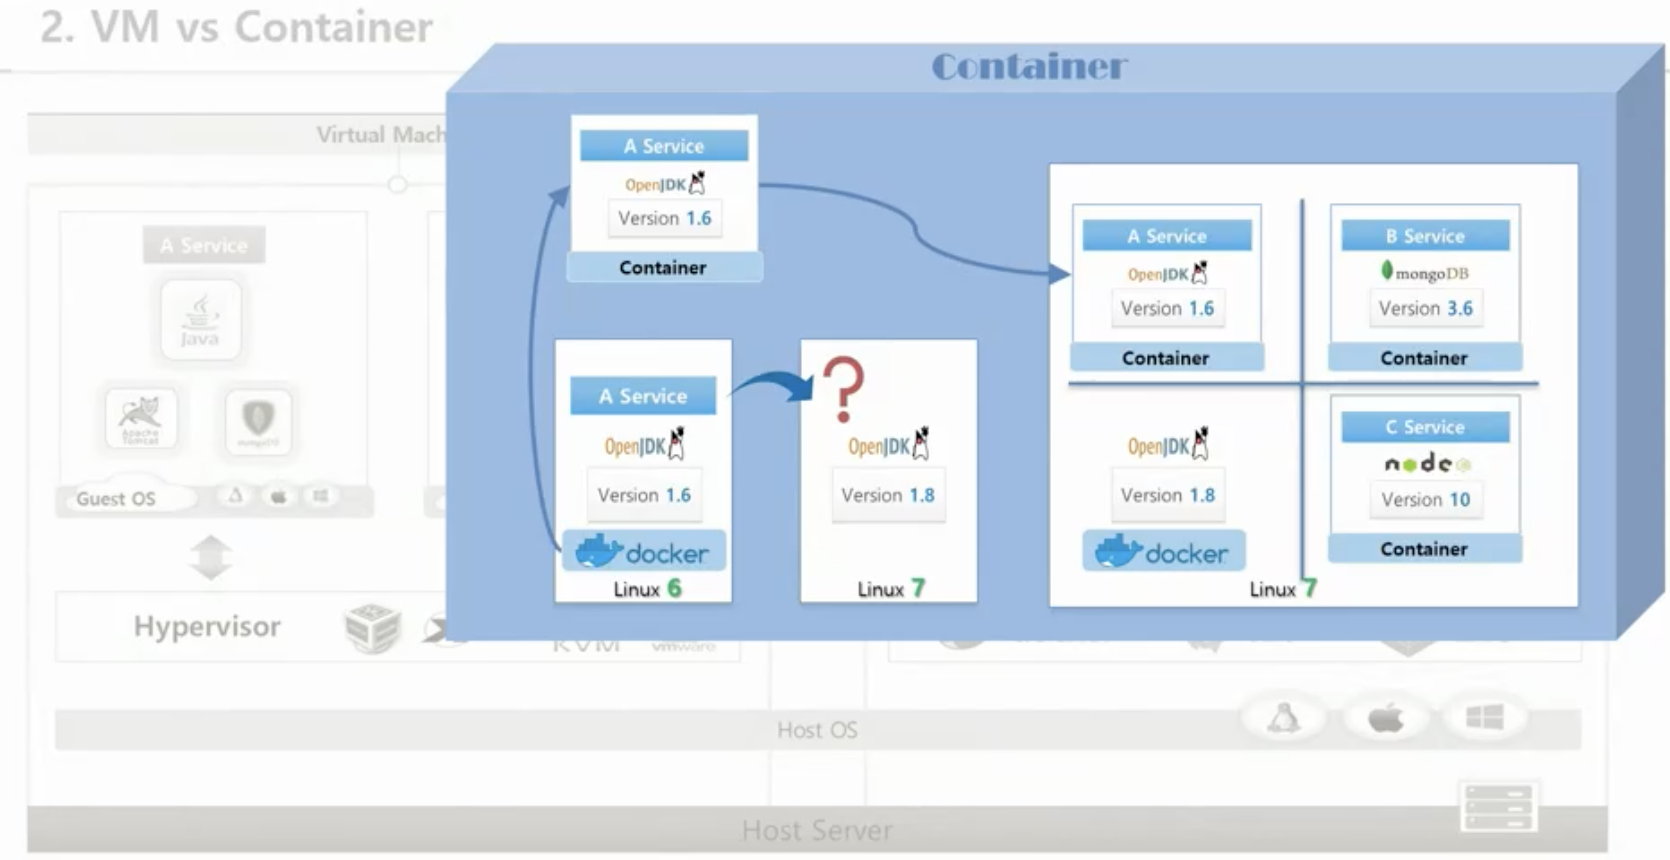 2. VM vs Container
Container
Virtual Mach
A Service
Java
Apache
Tomcat
mongoDB
Guest OS
Hypervisor
KVM
vmware
A Service
OpenJDK
Version 1.6
Container
A Service
OpenJDK
Version 1.6
docker
Linux 6
?
OpenJDK
Version 1.8
Linux 7
A Service
OpenJDK
Version 1.6
Container
B Service
mongoDB
Version 3.6
Container
OpenJDK
Version 1.8
docker
C Service
node
Version 10
Container
Linux 7
Host OS
Host Server